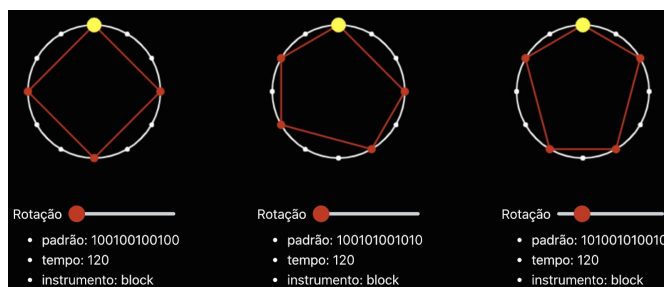 Rotação
padrão: 100100100100
tempo: 120
instrumento: block
Rotação
padrão: 100101001010
tempo: 120
instrumento: block
Rotação
padrão: 101001010010
tempo: 120
instrumento: block